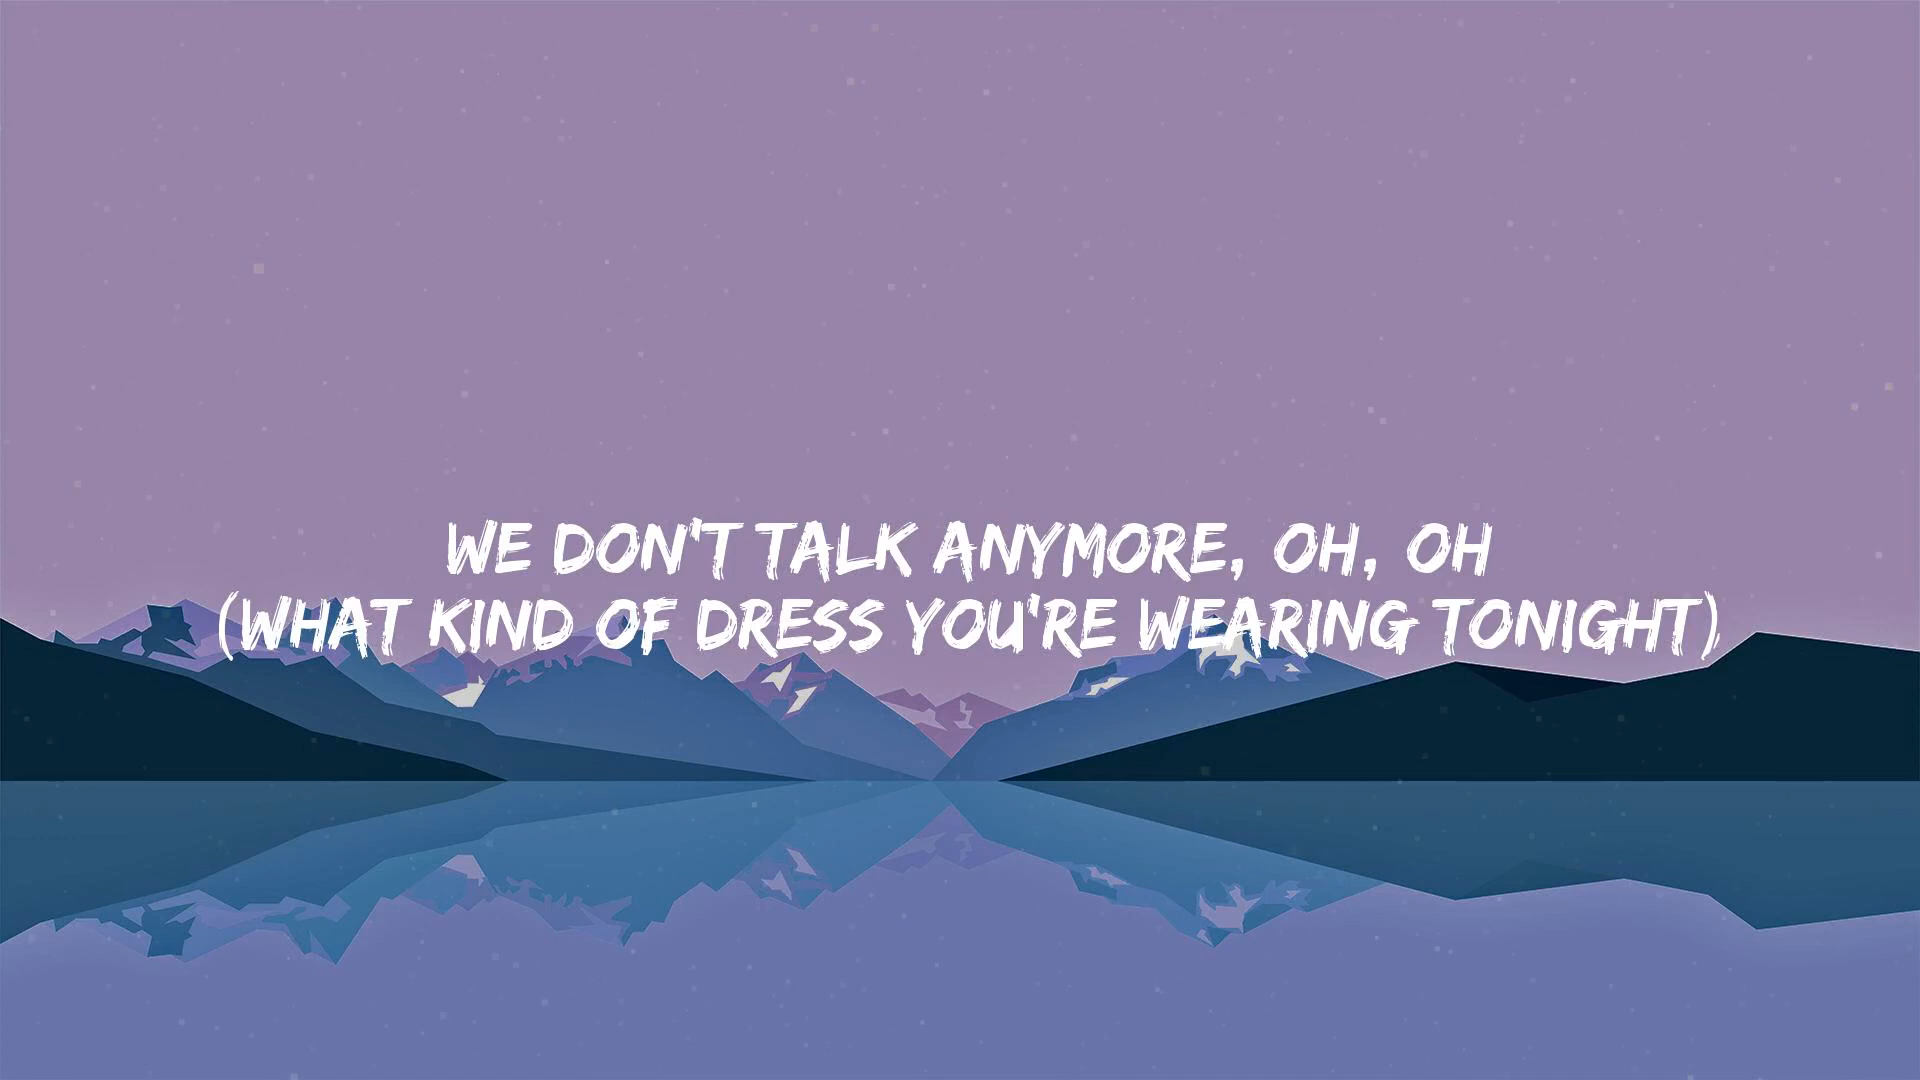 WE DON'T TALK ANYMORE, OH, OH
(WHAT KIND OF DRESS YOU'RE WEARING TONIGHT)